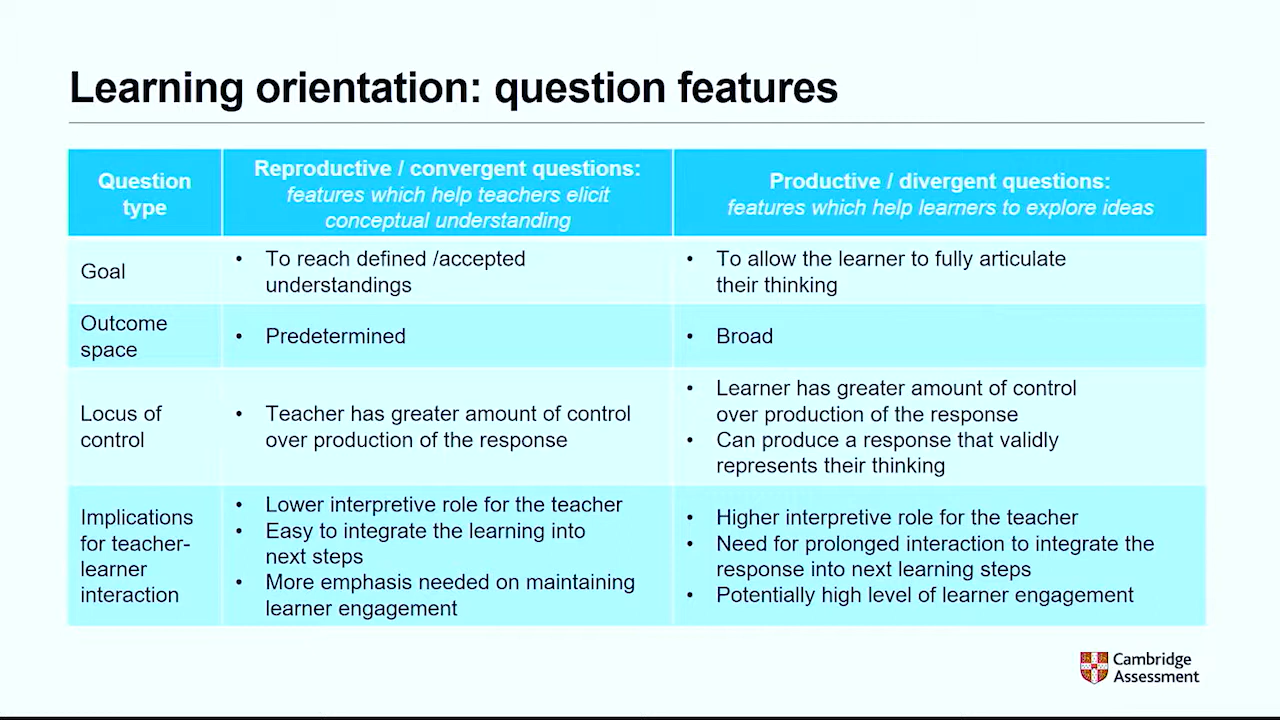 Learning orientation: question features
Question
type
Reproductive / convergent questions:
features which help teachers elicit
conceptual understanding
Productive / divergent questions:
features which help learners to explore ideas
Goal
• To reach defined /accepted
understandings
• To allow the learner to fully articulate
their thinking
Outcome
space
• Predetermined
• Broad
Locus of
control
• Teacher has greater amount of control
over production of the response
• Learner has greater amount of control
over production of the response
• Can produce a response that validly
represents their thinking
Implications
for teacher-
learner
interaction
• Lower interpretive role for the teacher
• Easy to integrate the learning into
next steps
• More emphasis needed on maintaining
learner engagement
• Higher interpretive role for the teacher
• Need for prolonged interaction to integrate the
response into next learning steps
• Potentially high level of learner engagement
Cambridge
Assessment